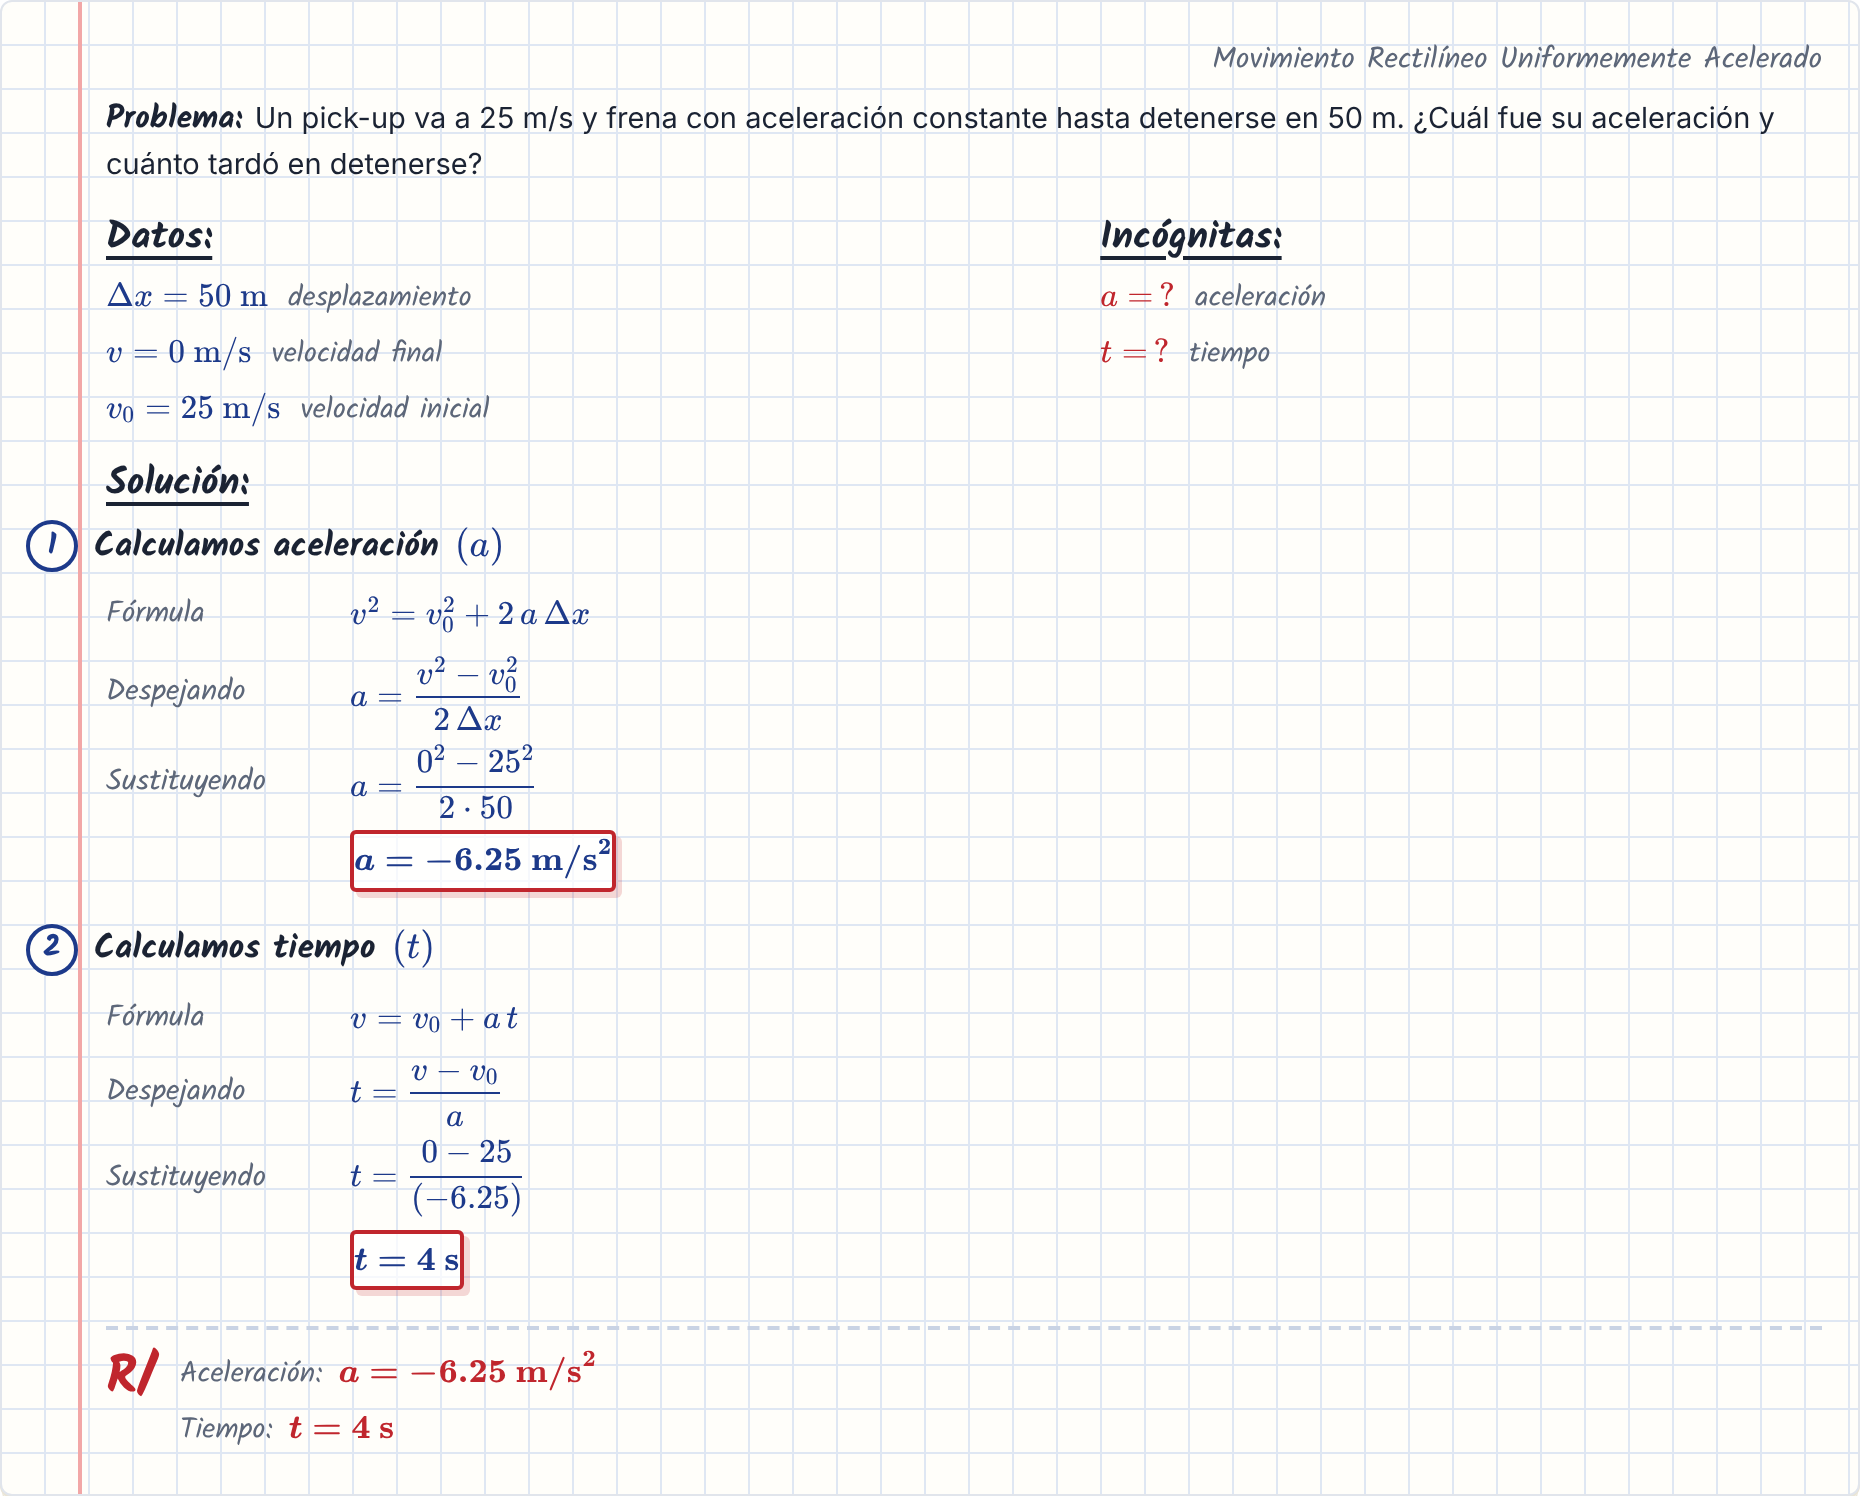 Movimiento Rectilíneo Uniformemente Acelerado
Problema: Un pick-up va a 25 m/s y frena con aceleración constante hasta detenerse en 50 m. ¿Cuál fue su aceleración y
cuánto tardó en detenerse?
Datos:
Δx = 50 m desplazamiento
v = 0 m/s velocidad final
v₀ = 25 m/s velocidad inicial
Incógnitas:
a = ? aceleración
t = ? tiempo
Solución:
1 Calculamos aceleración (a)
Fórmula v² = v₀² + 2 a Δx
Despejando a = (v² − v₀²) / (2 Δx)
Sustituyendo a = (0² − 25²) / (2 · 50)
a = −6.25 m/s²
2 Calculamos tiempo (t)
Fórmula v = v₀ + a t
Despejando t = (v − v₀) / a
Sustituyendo t = (0 − 25) / (−6.25)
t = 4 s
R/ Aceleración: a = −6.25 m/s²
Tiempo: t = 4 s